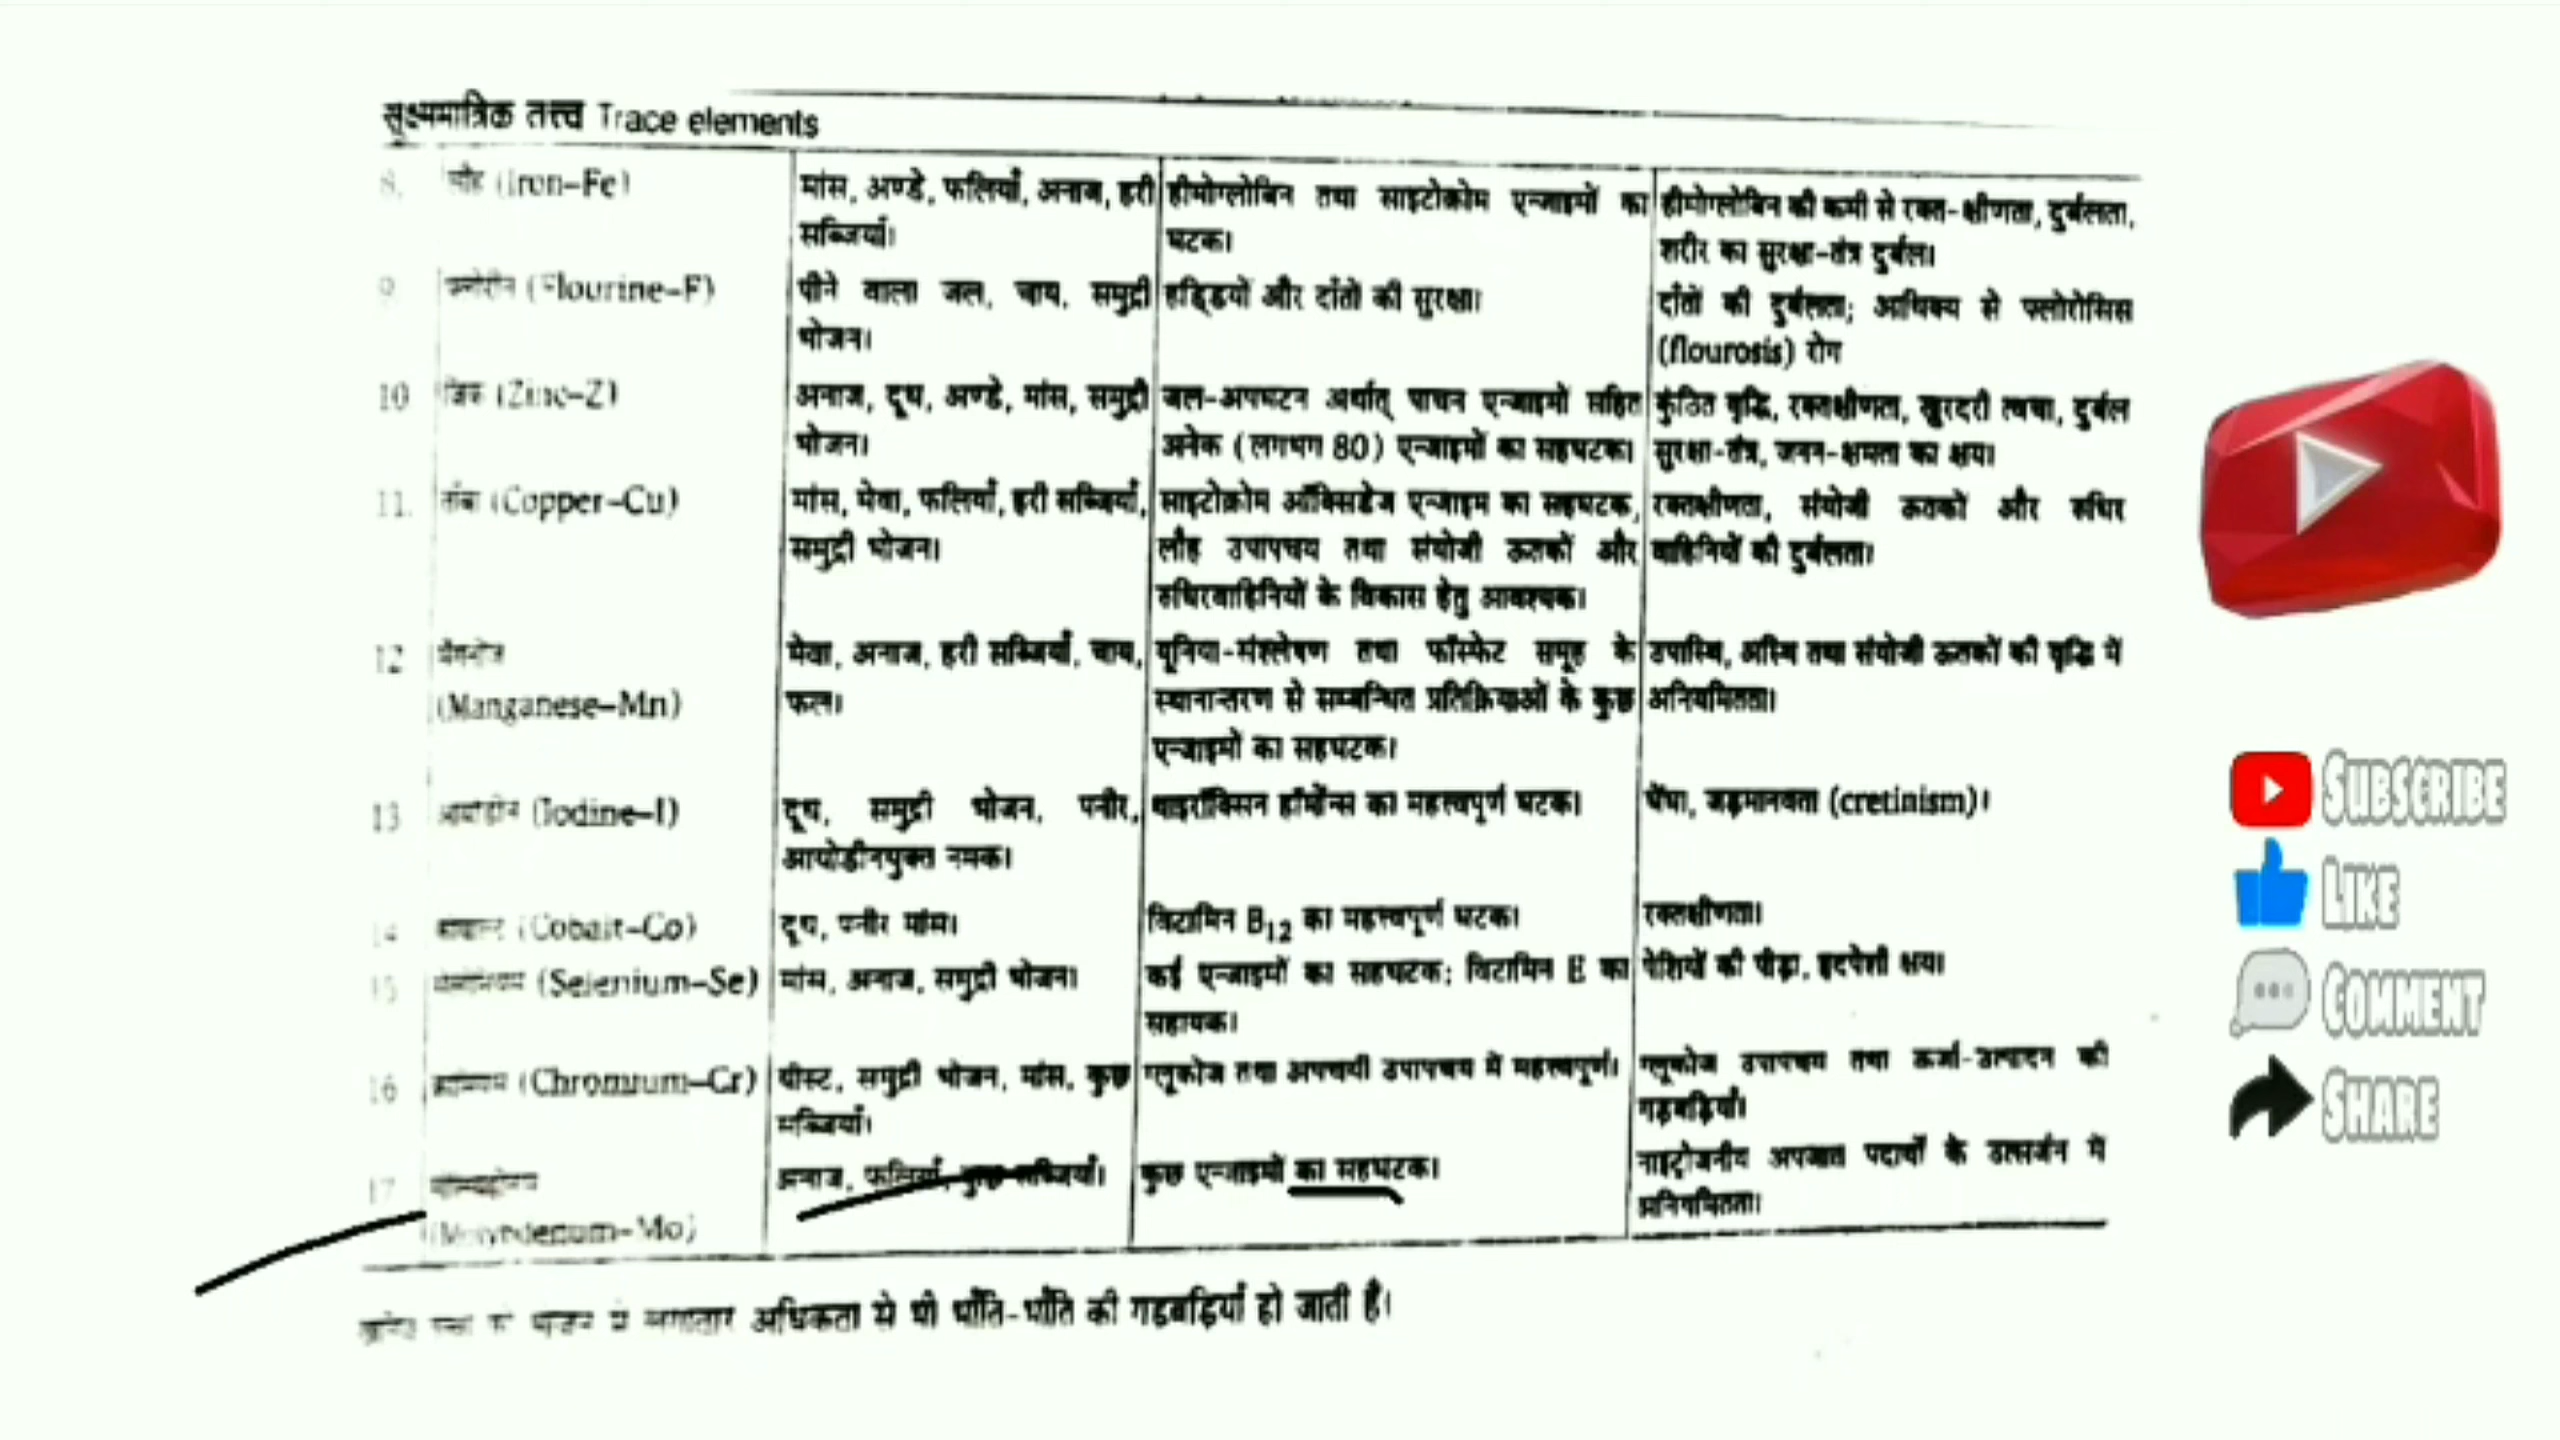 सूक्ष्ममात्रिक तत्त्व Trace elements
8. लौह (Iron–Fe) मांस, अण्डे, फलियाँ, अनाज, हरी हीमोग्लोबिन तथा साइटोक्रोम एन्जाइमों का हीमोग्लोबिन की कमी से रक्त-क्षीणता, दुर्बलता,
सब्जियाँ। घटक। शरीर का सुरक्षा-तंत्र दुर्बल।
9 (Flourine–F) पीने वाला जल, चाय, समुद्री हड्डियों और दाँतों की सुरक्षा। दाँतों की दुर्बलता; आधिक्य से फ्लोरोसिस
भोजन। (flourosis) रोग
10 जिंक (Zinc–Z) अनाज, दूध, अण्डे, मांस, समुद्री जल-अपघटन अर्थात् पाचन एन्जाइमों सहित कुंठित वृद्धि, रक्तक्षीणता, खुरदरी त्वचा, दुर्बल
भोजन। अनेक (लगभग 80) एन्जाइमों का सहघटक। सुरक्षा-तंत्र, जनन-क्षमता का क्षय।
11. ताँबा (Copper–Cu) मांस, मेवा, फलियाँ, हरी सब्जियाँ, साइटोक्रोम ऑक्सिडेज एन्जाइम का सहघटक, रक्तक्षीणता, संयोजी ऊतकों और रुधिर
समुद्री भोजन। लौह उपापचय तथा संयोजी ऊतकों और वाहिनियों की दुर्बलता।
रुधिरवाहिनियों के विकास हेतु आवश्यक।
12 मेवा, अनाज, हरी सब्जियाँ, चाय, यूरिया-संश्लेषण तथा फॉस्फेट समूह के उपास्थि, अस्थि तथा संयोजी ऊतकों की वृद्धि में
(Manganese–Mn) फल। स्थानान्तरण से सम्बन्धित प्रतिक्रियाओं के कुछ अनियमितता।
एन्जाइमों का सहघटक।
13 आयोडीन (Iodine–I) दूध, समुद्री भोजन, पनीर, थाइरॉक्सिन हॉर्मोन्स का महत्त्वपूर्ण घटक। घेंघा, जड़मानवता (cretinism)।
आयोडीनयुक्त नमक।
14 (Cobalt–Co) दूध, पनीर मांस। विटामिन B12 का महत्त्वपूर्ण घटक। रक्तक्षीणता।
15 (Selenium–Se) मांस, अनाज, समुद्री भोजन। कई एन्जाइमों का सहघटक; विटामिन E का पेशियों की पीड़ा, हृदपेशी क्षय।
सहायक।
16 (Chromium–Cr) यीस्ट, समुद्री भोजन, मांस, कुछ ग्लूकोज तथा अपचयी उपापचय में महत्त्वपूर्ण। ग्लूकोज उपापचय तथा ऊर्जा-उत्पादन की
सब्जियाँ। गड़बड़ियाँ।
17 अनाज, फलियाँ, कुछ सब्जियाँ। कुछ एन्जाइमों का सहघटक। नाइट्रोजनीय अपजात पदार्थों के उत्सर्जन में
(Molybdenum–Mo) अनियमितता।
लगातार अधिकता से भी भाँति-भाँति की गड़बड़ियाँ हो जाती हैं।
SUBSCRIBE
LIKE
COMMENT
SHARE